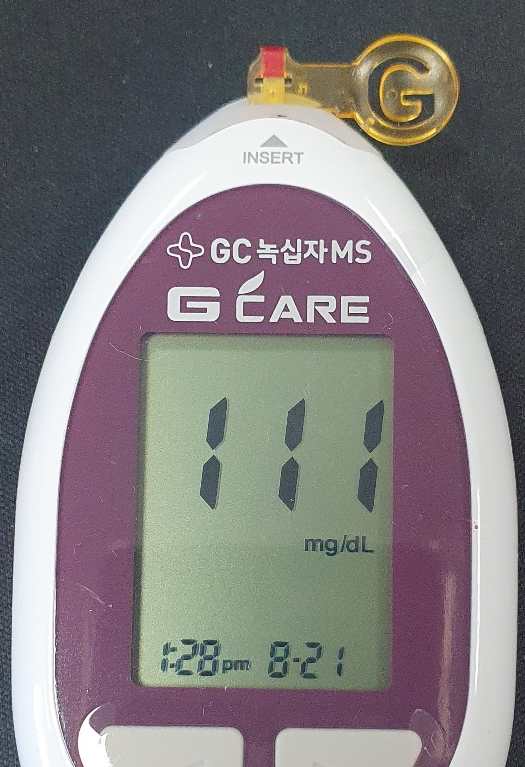 G
INSERT
GC 녹십자MS
G CARE
111
mg/dL
1:28 pm 8-21